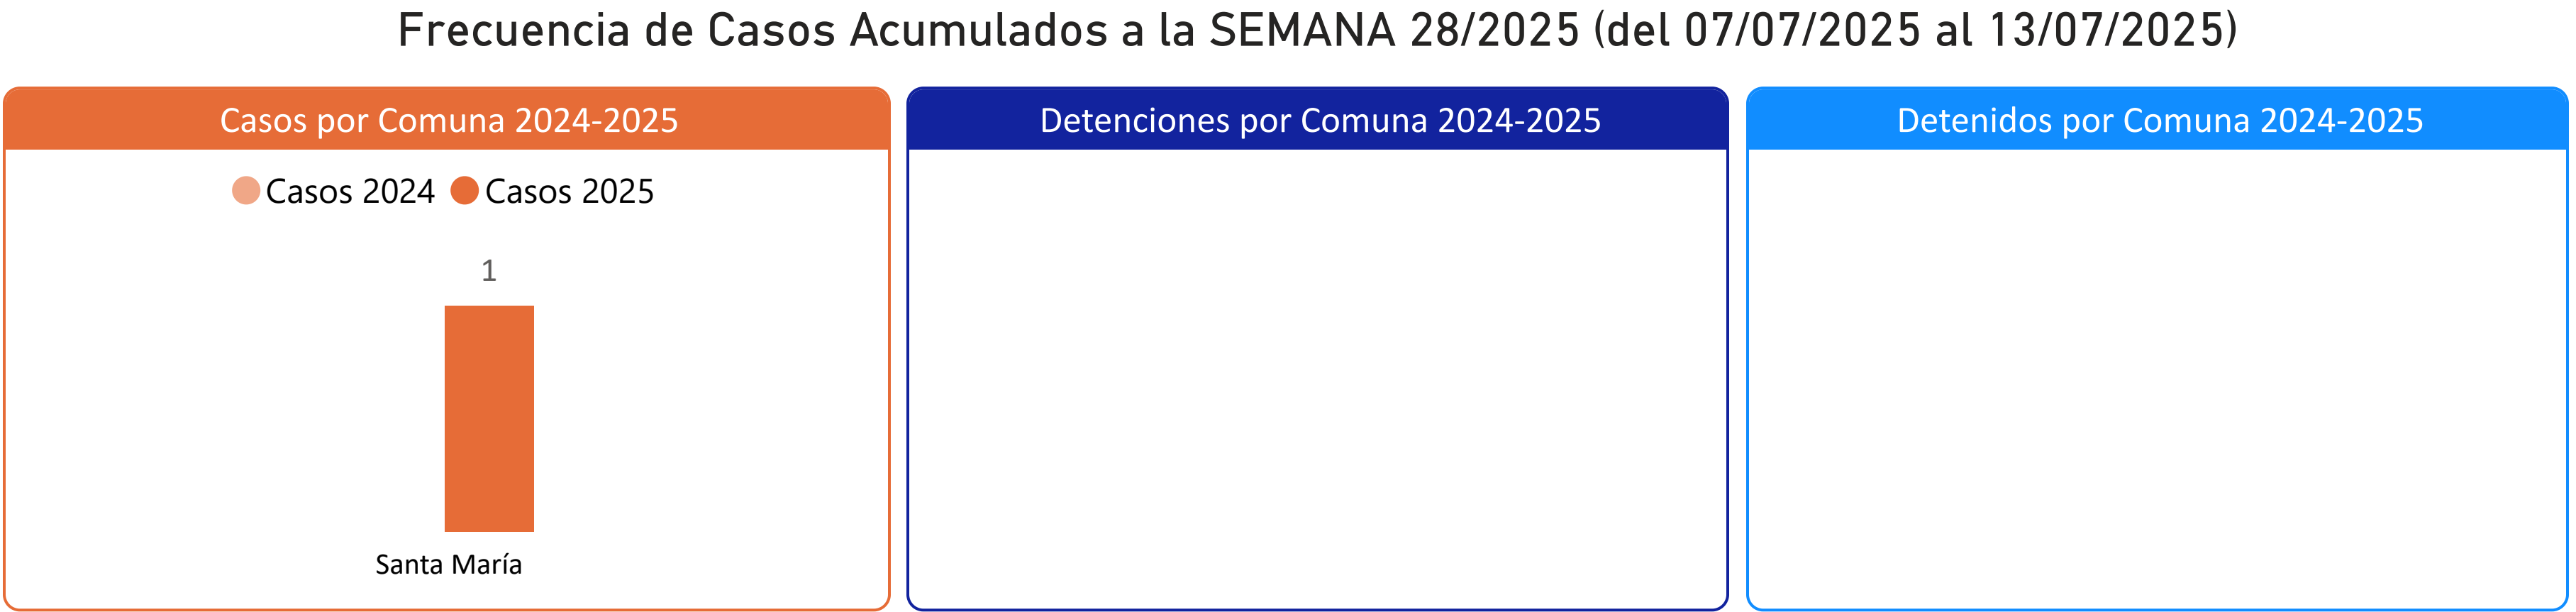 Frecuencia de Casos Acumulados a la SEMANA 28/2025 (del 07/07/2025 al 13/07/2025)
Casos por Comuna 2024-2025
Casos 2024 Casos 2025
1
Santa María
Detenciones por Comuna 2024-2025
Detenidos por Comuna 2024-2025